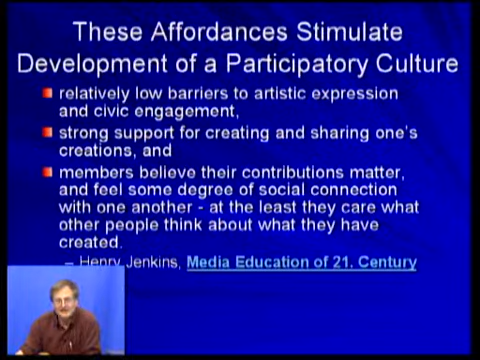 These Affordances Stimulate
Development of a Participatory Culture
relatively low barriers to artistic expression
and civic engagement,
strong support for creating and sharing one's
creations, and
members believe their contributions matter,
and feel some degree of social connection
with one another - at the least they care what
other people think about what they have
created.
– Henry Jenkins, Media Education of 21. Century